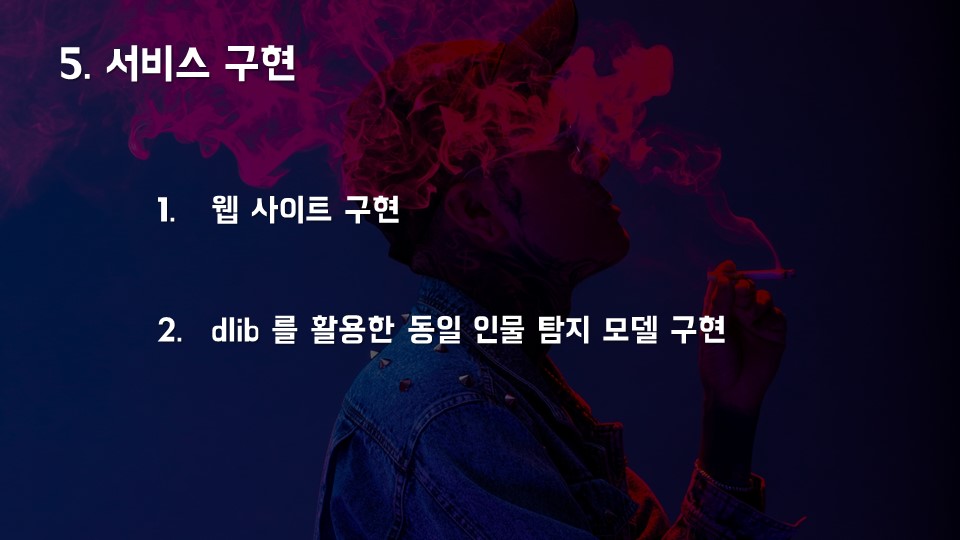 5. 서비스 구현
1. 웹 사이트 구현
2. dlib 를 활용한 동일 인물 탐지 모델 구현